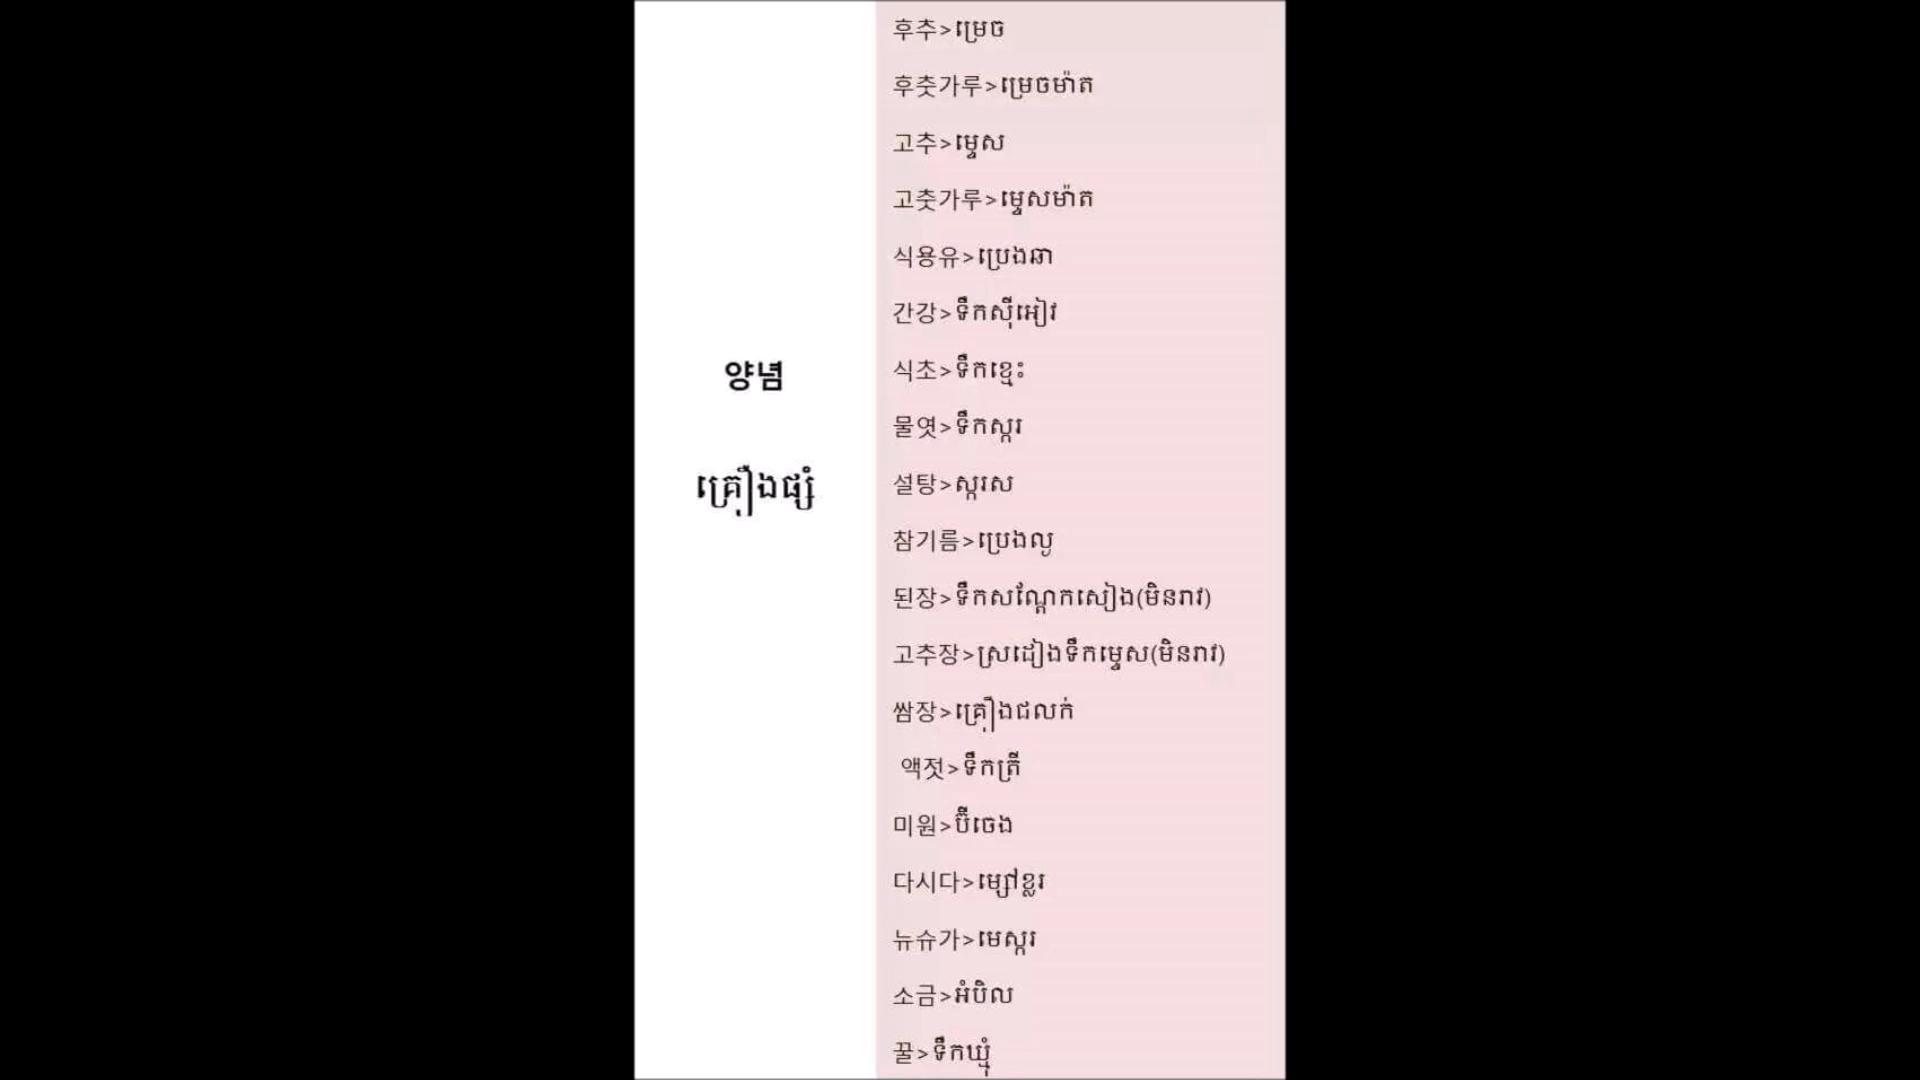 양념
គ្រឿងផ្សំ
후추>ម្រេច
후춧가루>ម្រេចម៉ាត
고추>ម្ទេស
고춧가루>ម្ទេសម៉ាត
식용유>ប្រេងឆា
간강>ទឹកស៊ីអៀវ
식초>ទឹកខ្មេះ
물엿>ទឹកស្ករ
설탕>ស្ករស
참기름>ប្រេងល្ង
된장>ទឹកសណ្ដែកសៀង(មិនរាវ)
고추장>ស្រដៀងទឹកម្ទេស(មិនរាវ)
쌈장>គ្រឿងជលក់
액젓>ទឹកត្រី
미원>ប៊ីចេង
다시다>ម្សៅខ្លរ
뉴슈가>មេស្ករ
소금>អំបិល
꿀>ទឹកឃ្មុំ